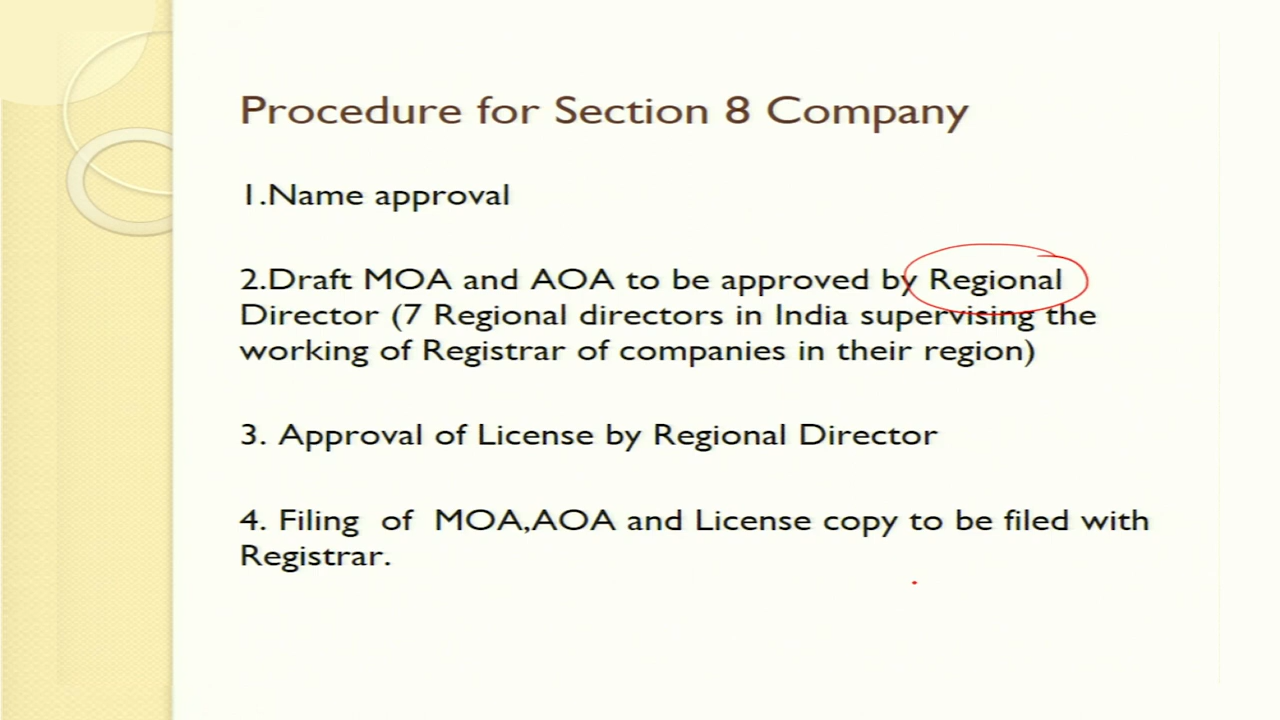 Procedure for Section 8 Company
1.Name approval
2.Draft MOA and AOA to be approved by Regional
Director (7 Regional directors in India supervising the
working of Registrar of companies in their region)
3. Approval of License by Regional Director
4. Filing of MOA,AOA and License copy to be filed with
Registrar.